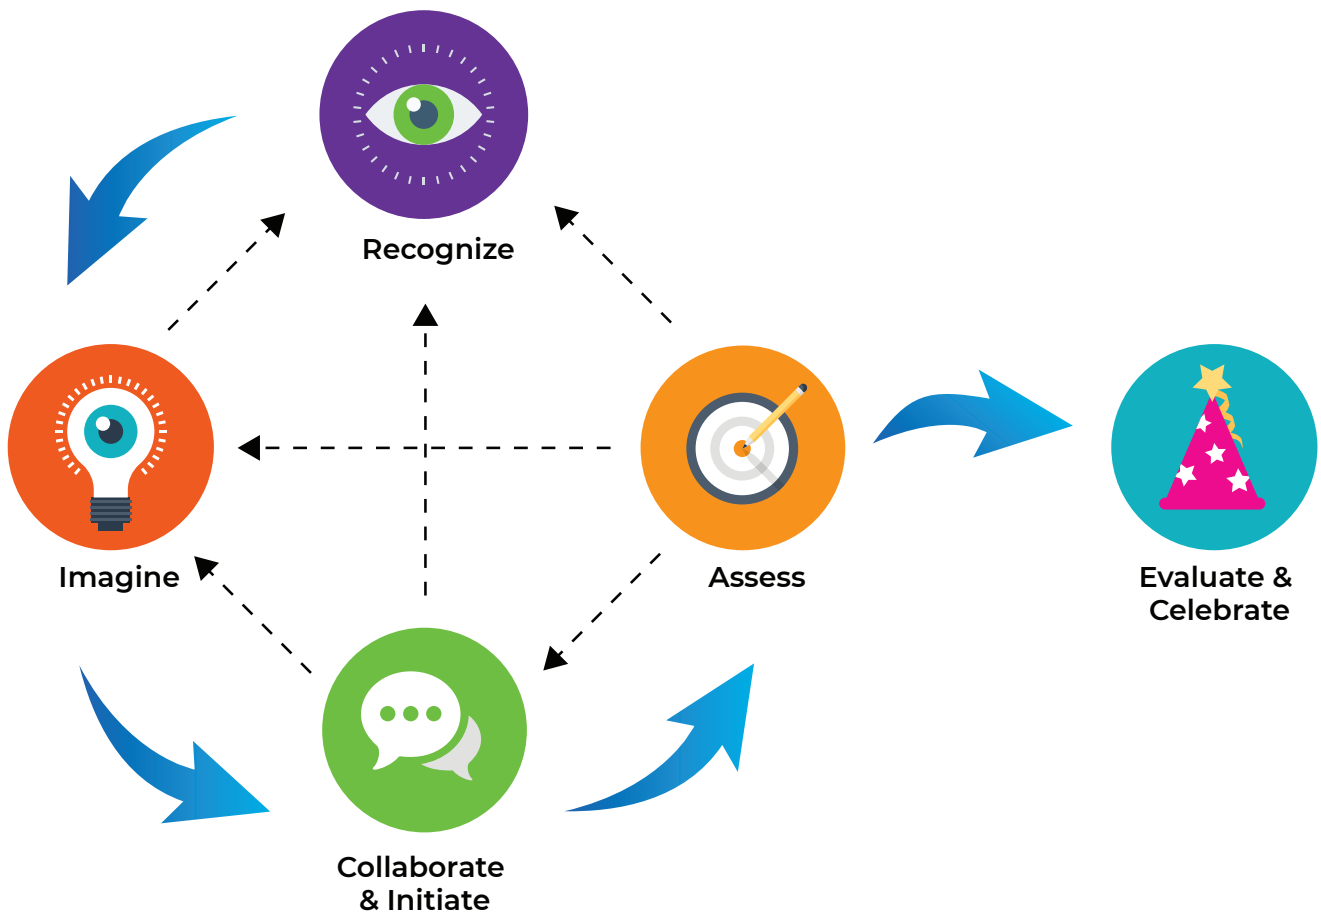 Recognize
Imagine
Assess
Evaluate &
Celebrate
Collaborate
& Initiate